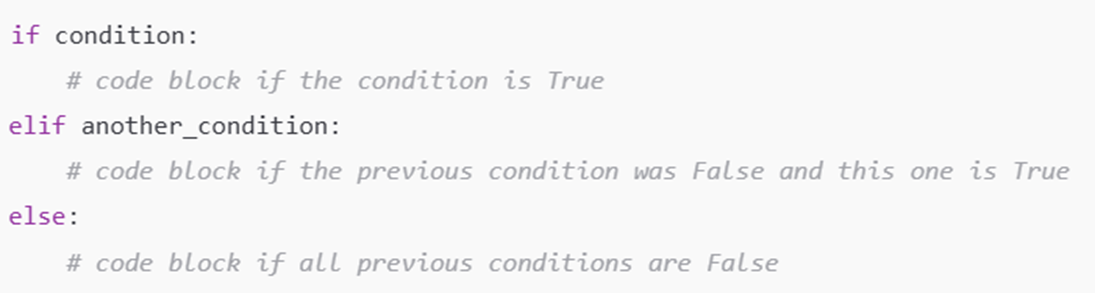 if condition:
    # code block if the condition is True
elif another_condition:
    # code block if the previous condition was False and this one is True
else:
    # code block if all previous conditions are False